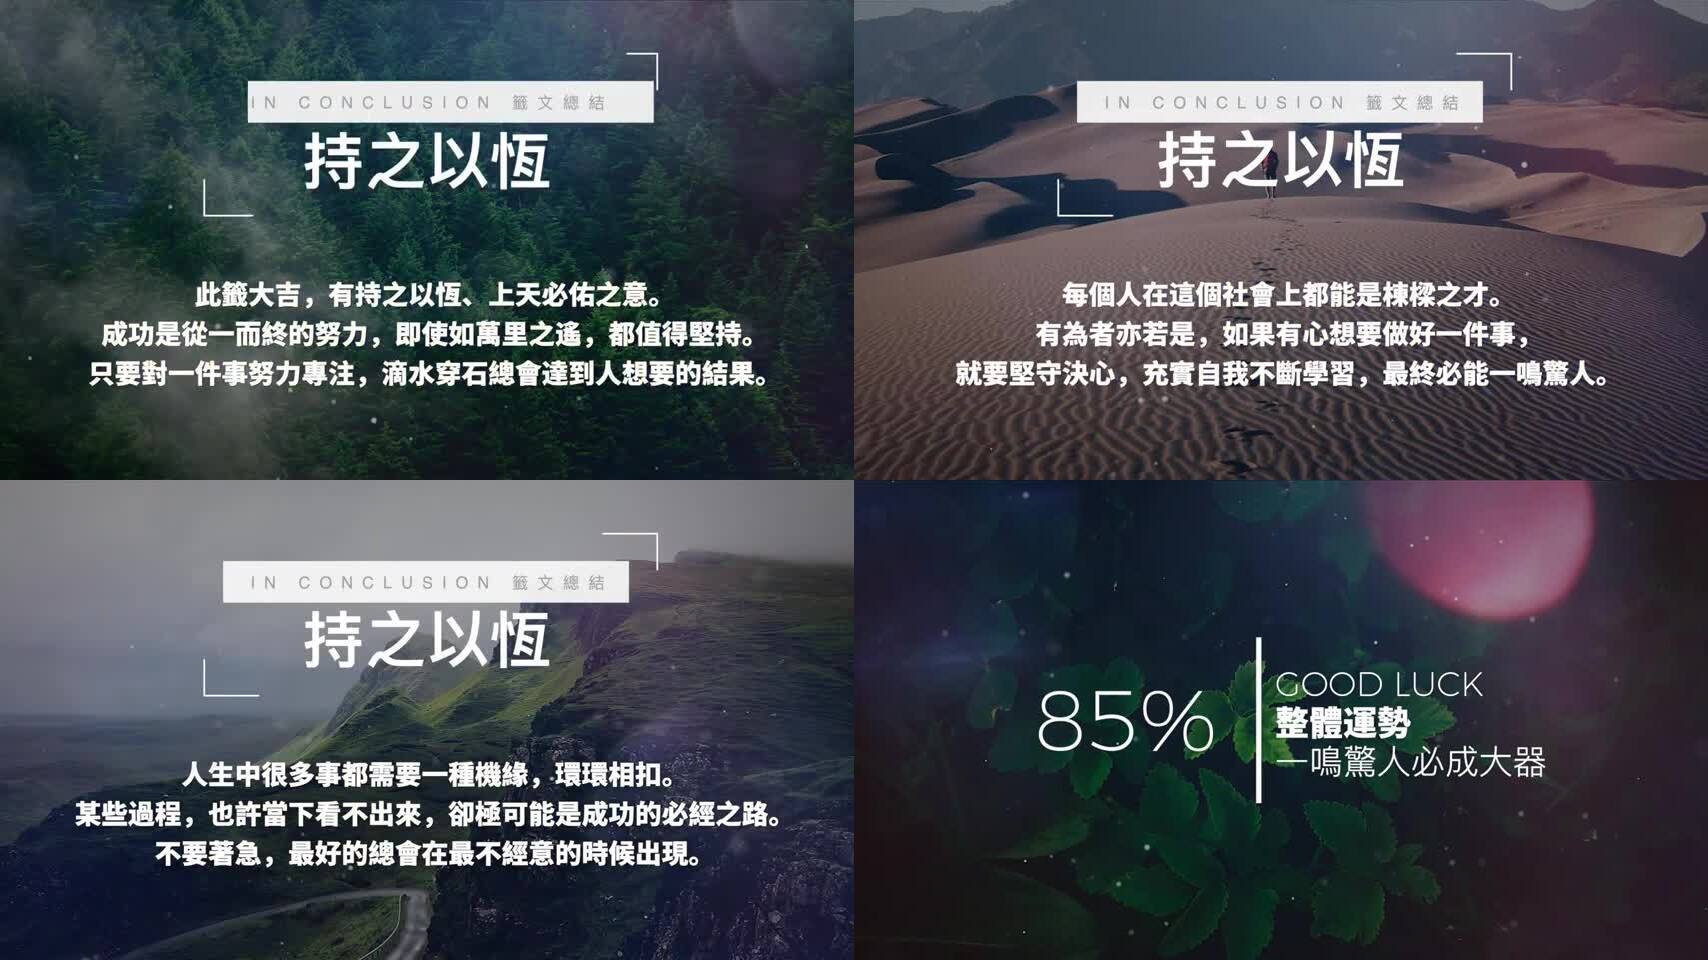 IN CONCLUSION 籤文總結
持之以恆
此籤大吉，有持之以恆、上天必佑之意。
成功是從一而終的努力，即使如萬里之遙，都值得堅持。
只要對一件事努力專注，滴水穿石總會達到人想要的結果。
IN CONCLUSION 籤文總結
持之以恆
每個人在這個社會上都能是棟樑之才。
有為者亦若是，如果有心想要做好一件事，
就要堅守決心，充實自我不斷學習，最終必能一鳴驚人。
IN CONCLUSION 籤文總結
持之以恆
人生中很多事都需要一種機緣，環環相扣。
某些過程，也許當下看不出來，卻極可能是成功的必經之路。
不要著急，最好的總會在最不經意的時候出現。
85%
GOOD LUCK
整體運勢
一鳴驚人必成大器